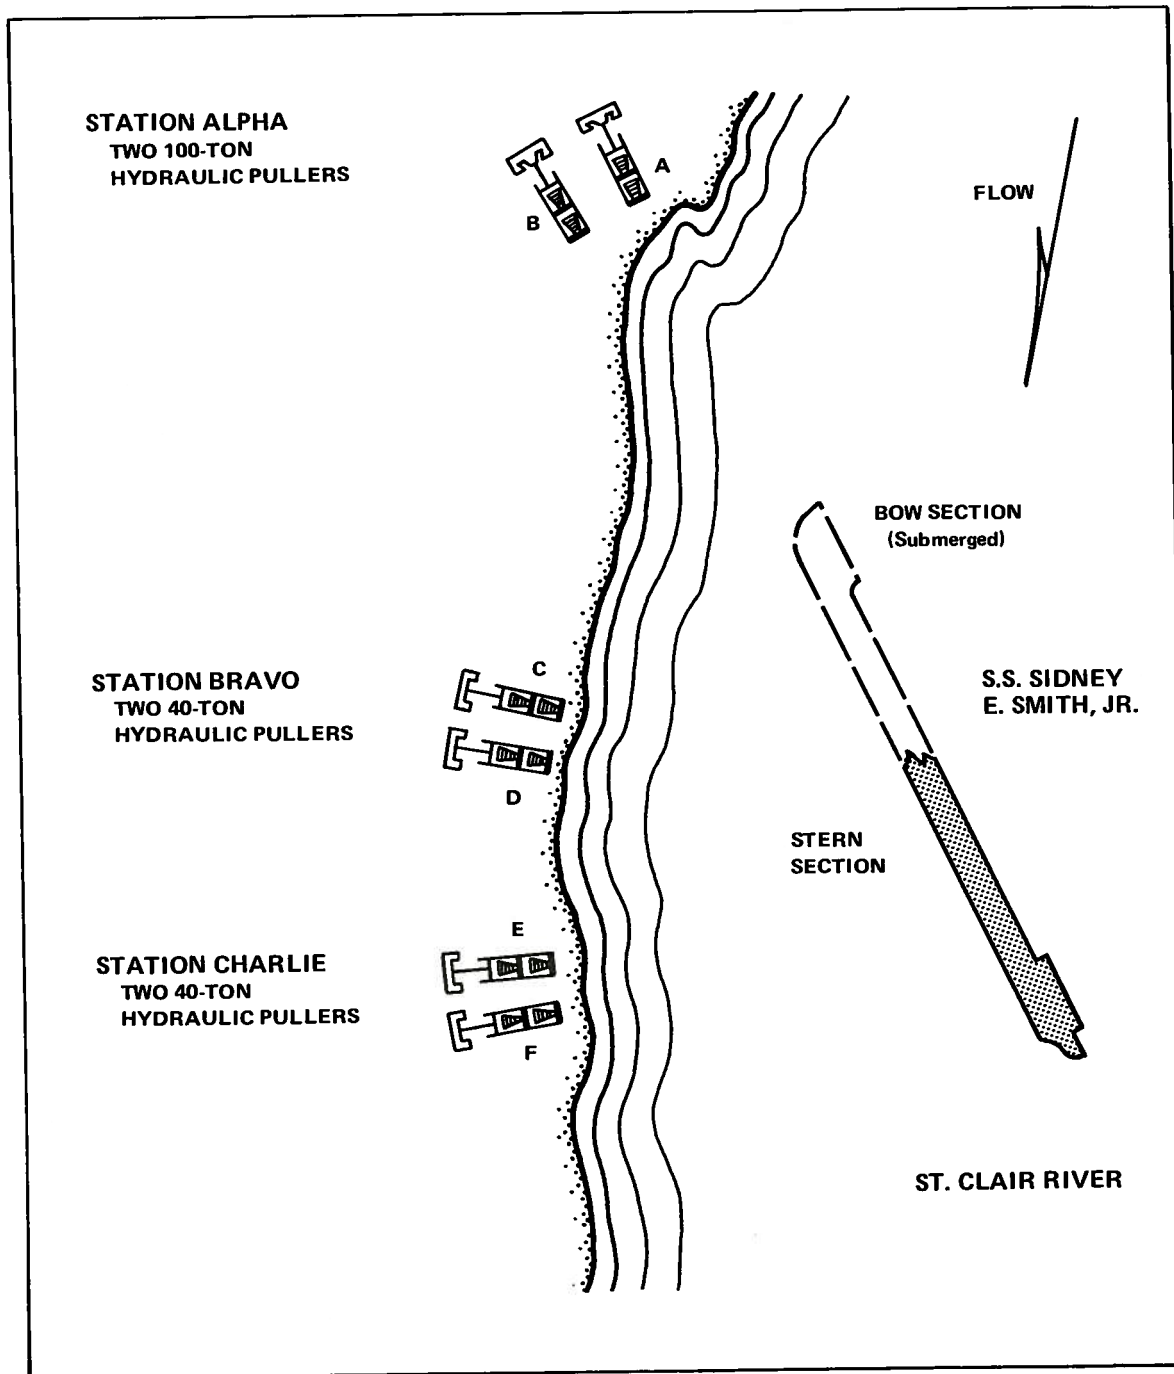 STATION ALPHA
TWO 100-TON
HYDRAULIC PULLERS
A
B
FLOW
BOW SECTION
(Submerged)
STATION BRAVO
TWO 40-TON
HYDRAULIC PULLERS
C
D
S.S. SIDNEY
E. SMITH, JR.
STERN
SECTION
STATION CHARLIE
TWO 40-TON
HYDRAULIC PULLERS
E
F
ST. CLAIR RIVER